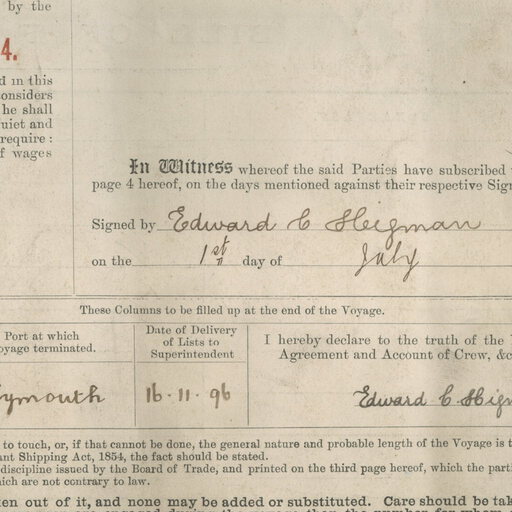 by the
4.
d in this
onsiders
he shall
uiet and
require :
f wages
In Witness whereof the said Parties have subscribed
page 4 hereof, on the days mentioned against their respective Sig
Signed by Edward C Heigman
on the 1st day of July
These Columns to be filled up at the end of the Voyage.
Port at which
oyage terminated.
Date of Delivery
of Lists to
Superintendent
I hereby declare to the truth of the
Agreement and Account of Crew, &c
ymouth
16·11·96
Edward C Heigm
to touch, or, if that cannot be done, the general nature and probable length of the Voyage is t
ant Shipping Act, 1854, the fact should be stated.
discipline issued by the Board of Trade, and printed on the third page hereof, which the parti
hich are not contrary to law.
ken out of it, and none may be added or substituted. Care should be tak